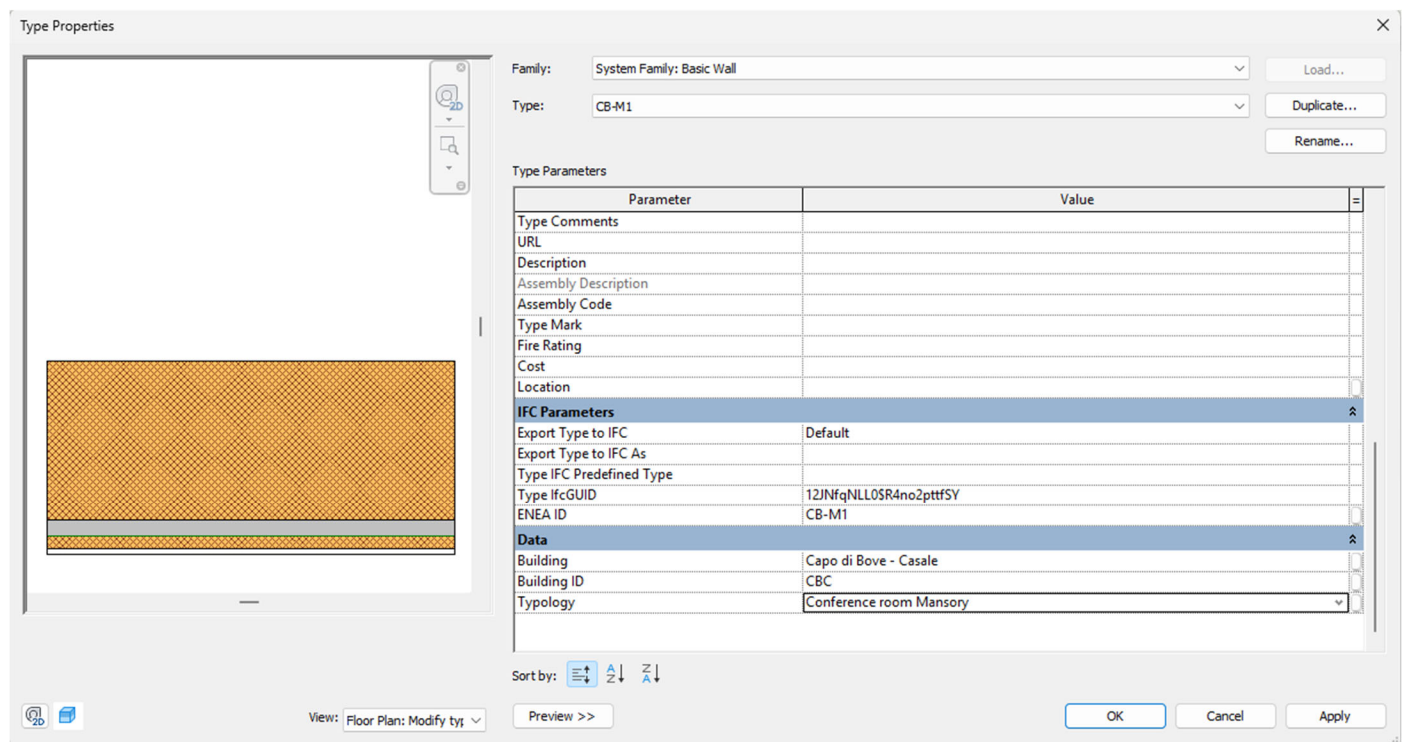 Type Properties
Family: System Family: Basic Wall Load...
Type: CB-M1 Duplicate...
Rename...
Type Parameters
Parameter Value =
Type Comments
URL
Description
Assembly Description
Assembly Code
Type Mark
Fire Rating
Cost
Location
IFC Parameters
Export Type to IFC Default
Export Type to IFC As
Type IFC Predefined Type
Type IfcGUID 12JNfqNLL0$R4no2pttfSY
ENEA ID CB-M1
Data
Building Capo di Bove - Casale
Building ID CBC
Typology Conference room Mansory
Sort by:
2D
2D
View: Floor Plan: Modify typ
Preview >> OK Cancel Apply